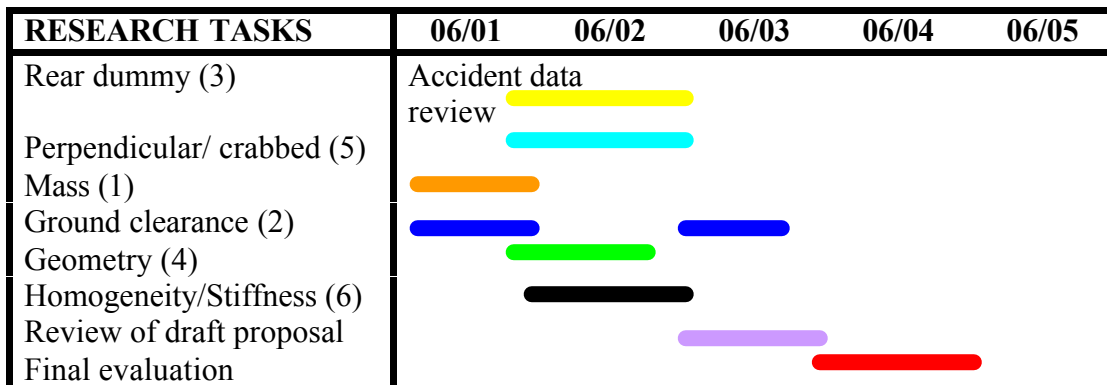 RESEARCH TASKS 06/01 06/02 06/03 06/04 06/05
Rear dummy (3) Accident data
review
Perpendicular/ crabbed (5)
Mass (1)
Ground clearance (2)
Geometry (4)
Homogeneity/Stiffness (6)
Review of draft proposal
Final evaluation